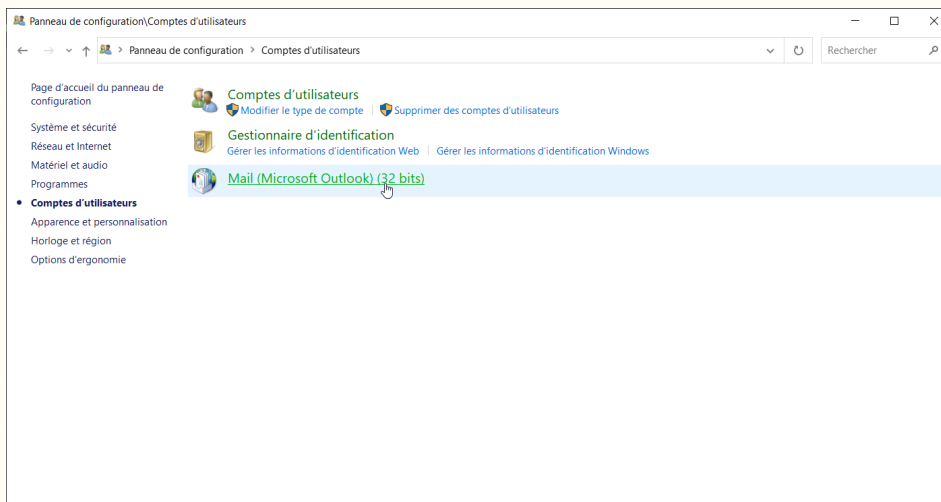 Panneau de configuration\Comptes d'utilisateurs
Panneau de configuration > Comptes d'utilisateurs
Rechercher
Page d'accueil du panneau de
configuration
Système et sécurité
Réseau et Internet
Matériel et audio
Programmes
Comptes d'utilisateurs
Apparence et personnalisation
Horloge et région
Options d'ergonomie
Comptes d'utilisateurs
Modifier le type de compte
Supprimer des comptes d'utilisateurs
Gestionnaire d'identification
Gérer les informations d'identification Web
Gérer les informations d'identification Windows
Mail (Microsoft Outlook) (32 bits)